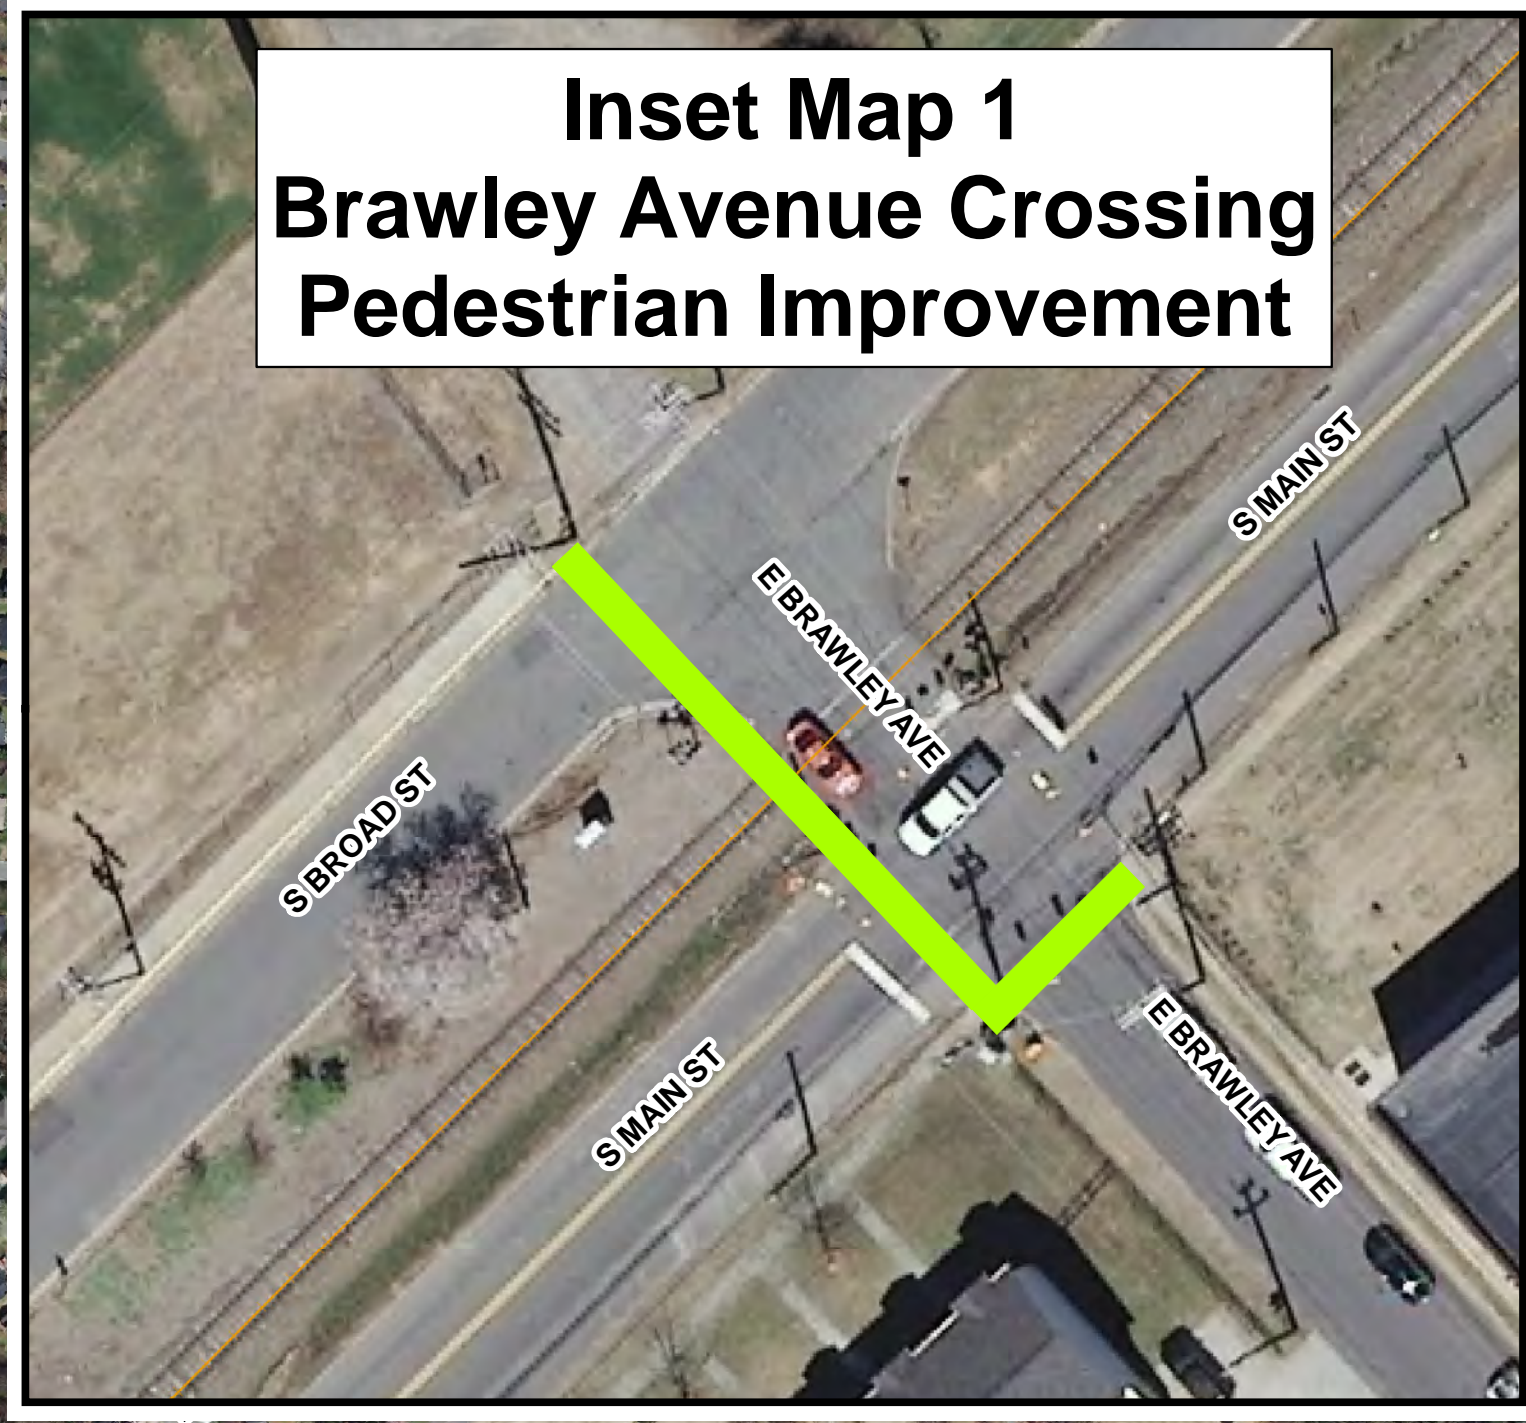 Inset Map 1
Brawley Avenue Crossing
Pedestrian Improvement
S MAIN ST
E BRAWLEY AVE
S BROAD ST
S MAIN ST
E BRAWLEY AVE